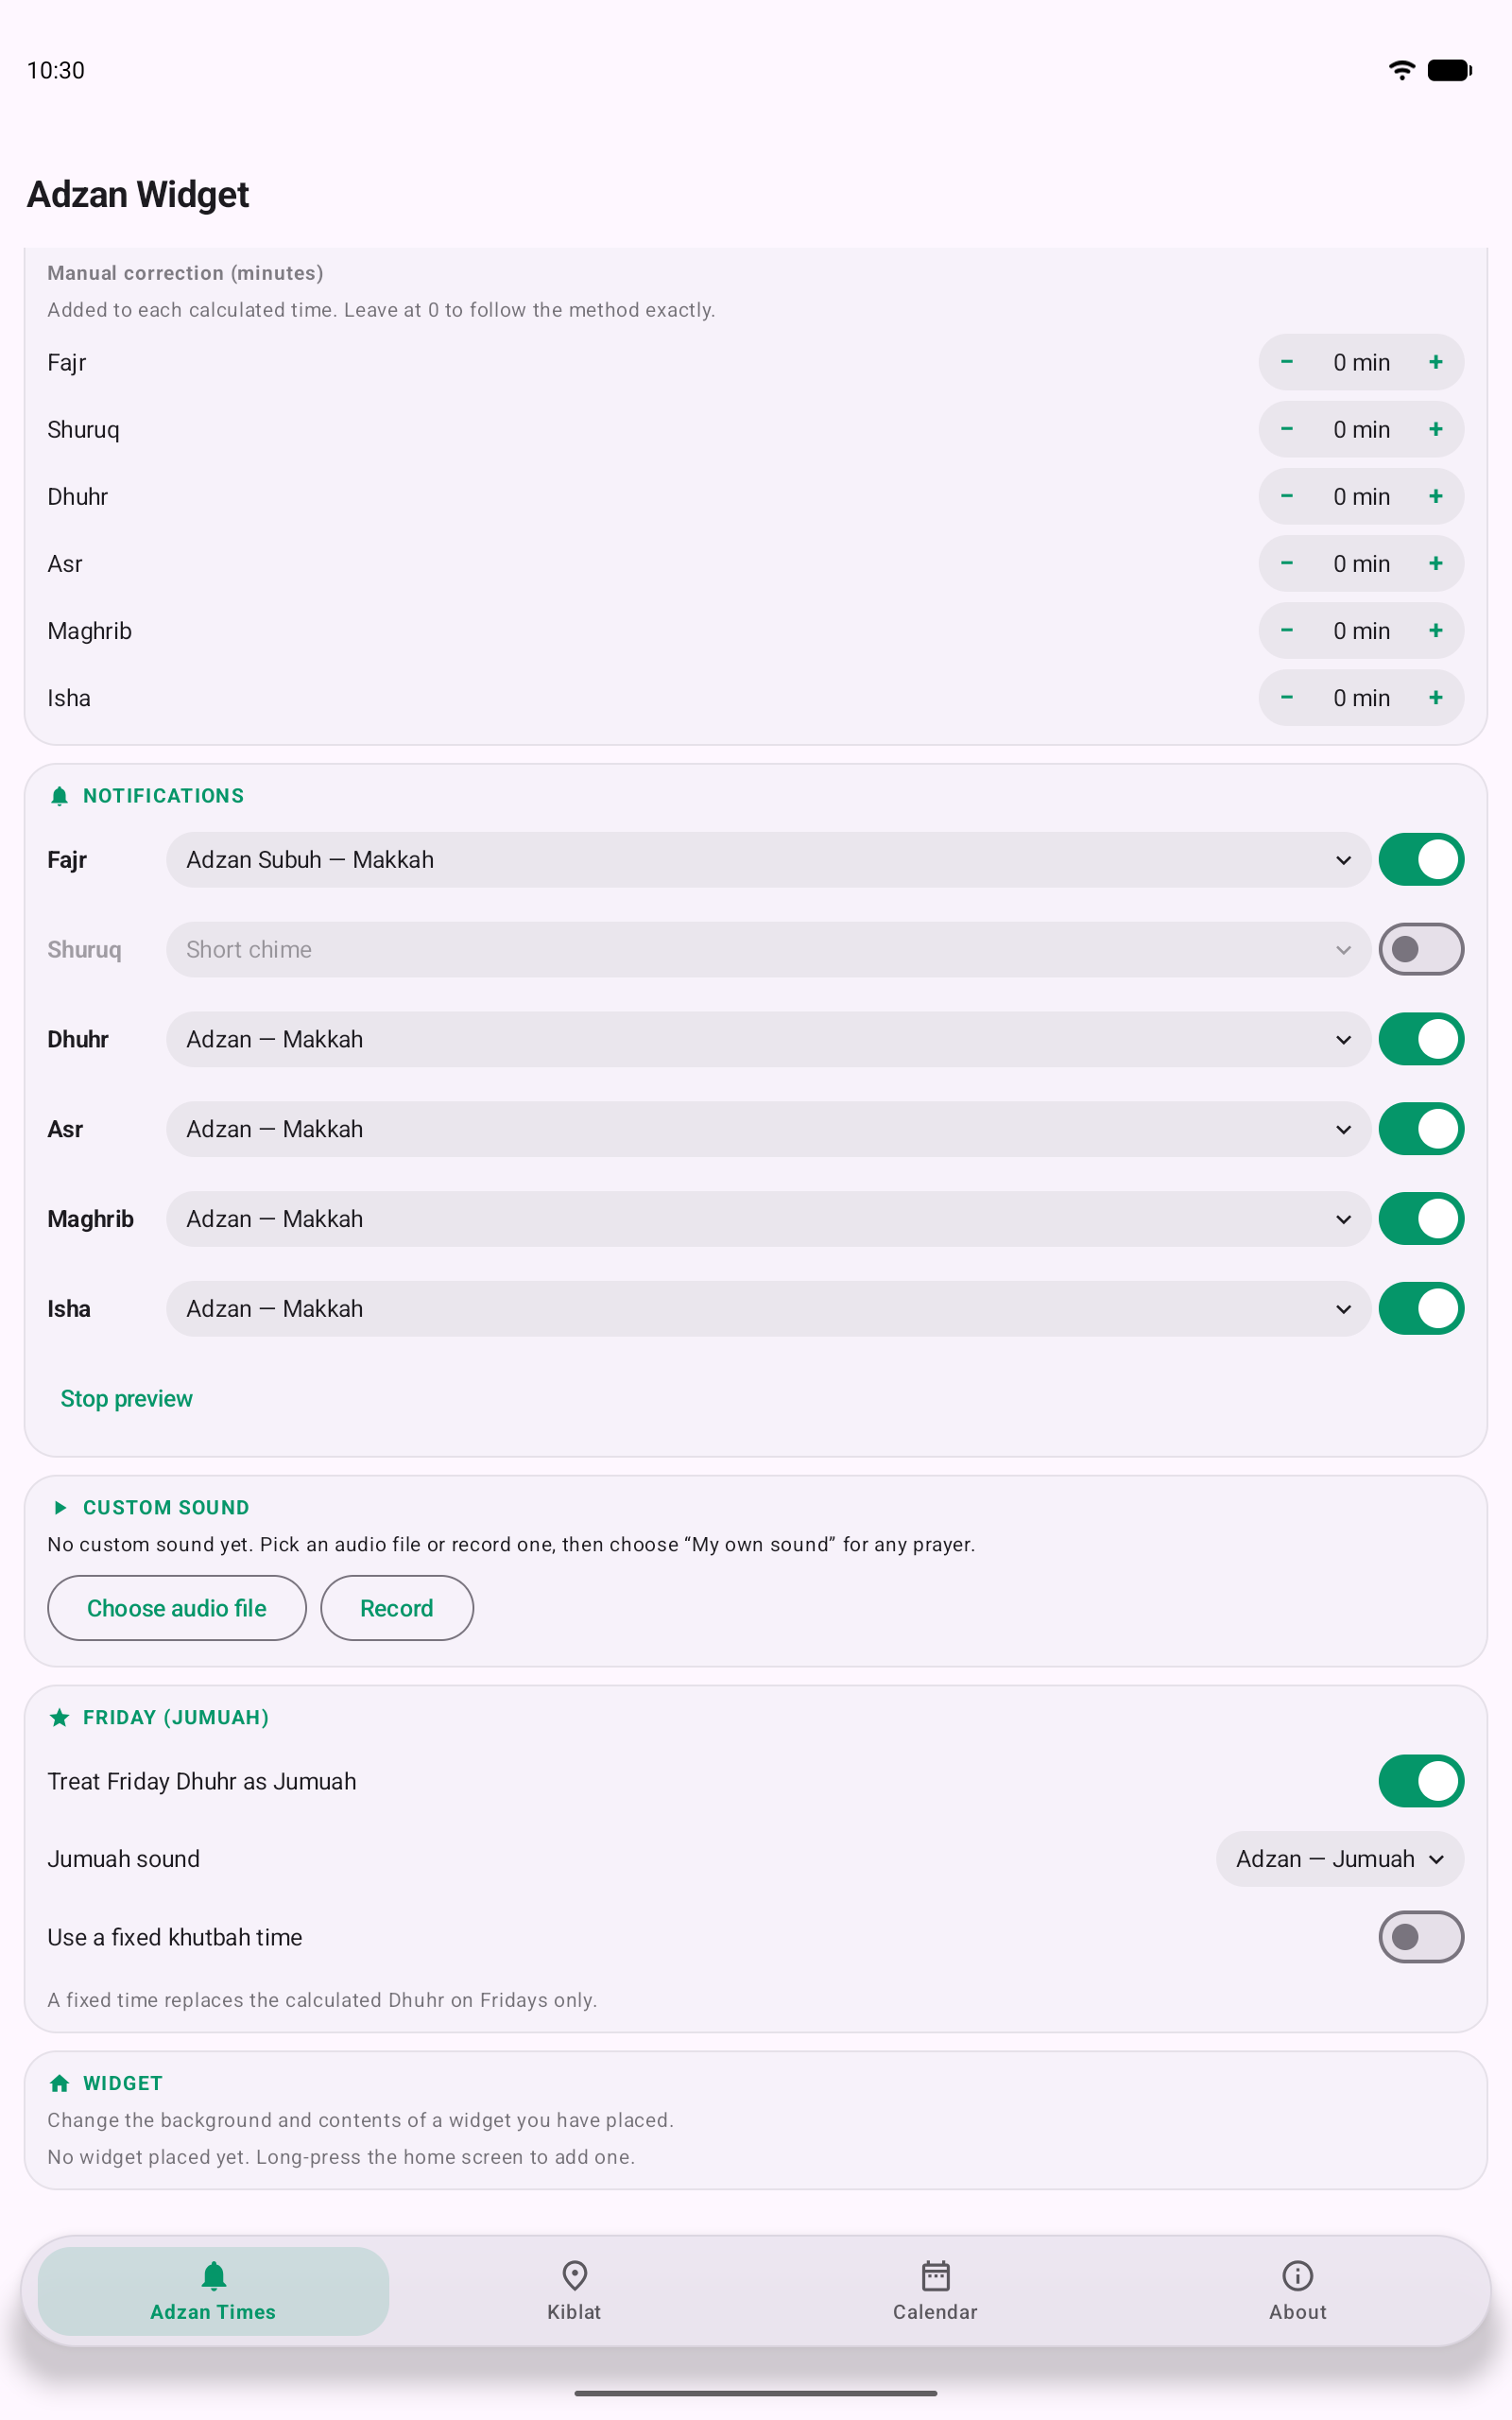 10:30
Adzan Widget
Manual correction (minutes)
Added to each calculated time. Leave at 0 to follow the method exactly.
Fajr − 0 min +
Shuruq − 0 min +
Dhuhr − 0 min +
Asr − 0 min +
Maghrib − 0 min +
Isha − 0 min +
NOTIFICATIONS
Fajr Adzan Subuh — Makkah
Shuruq Short chime
Dhuhr Adzan — Makkah
Asr Adzan — Makkah
Maghrib Adzan — Makkah
Isha Adzan — Makkah
Stop preview
CUSTOM SOUND
No custom sound yet. Pick an audio file or record one, then choose “My own sound” for any prayer.
Choose audio file Record
FRIDAY (JUMUAH)
Treat Friday Dhuhr as Jumuah
Jumuah sound Adzan — Jumuah
Use a fixed khutbah time
A fixed time replaces the calculated Dhuhr on Fridays only.
WIDGET
Change the background and contents of a widget you have placed.
No widget placed yet. Long-press the home screen to add one.
Adzan Times Kiblat Calendar About